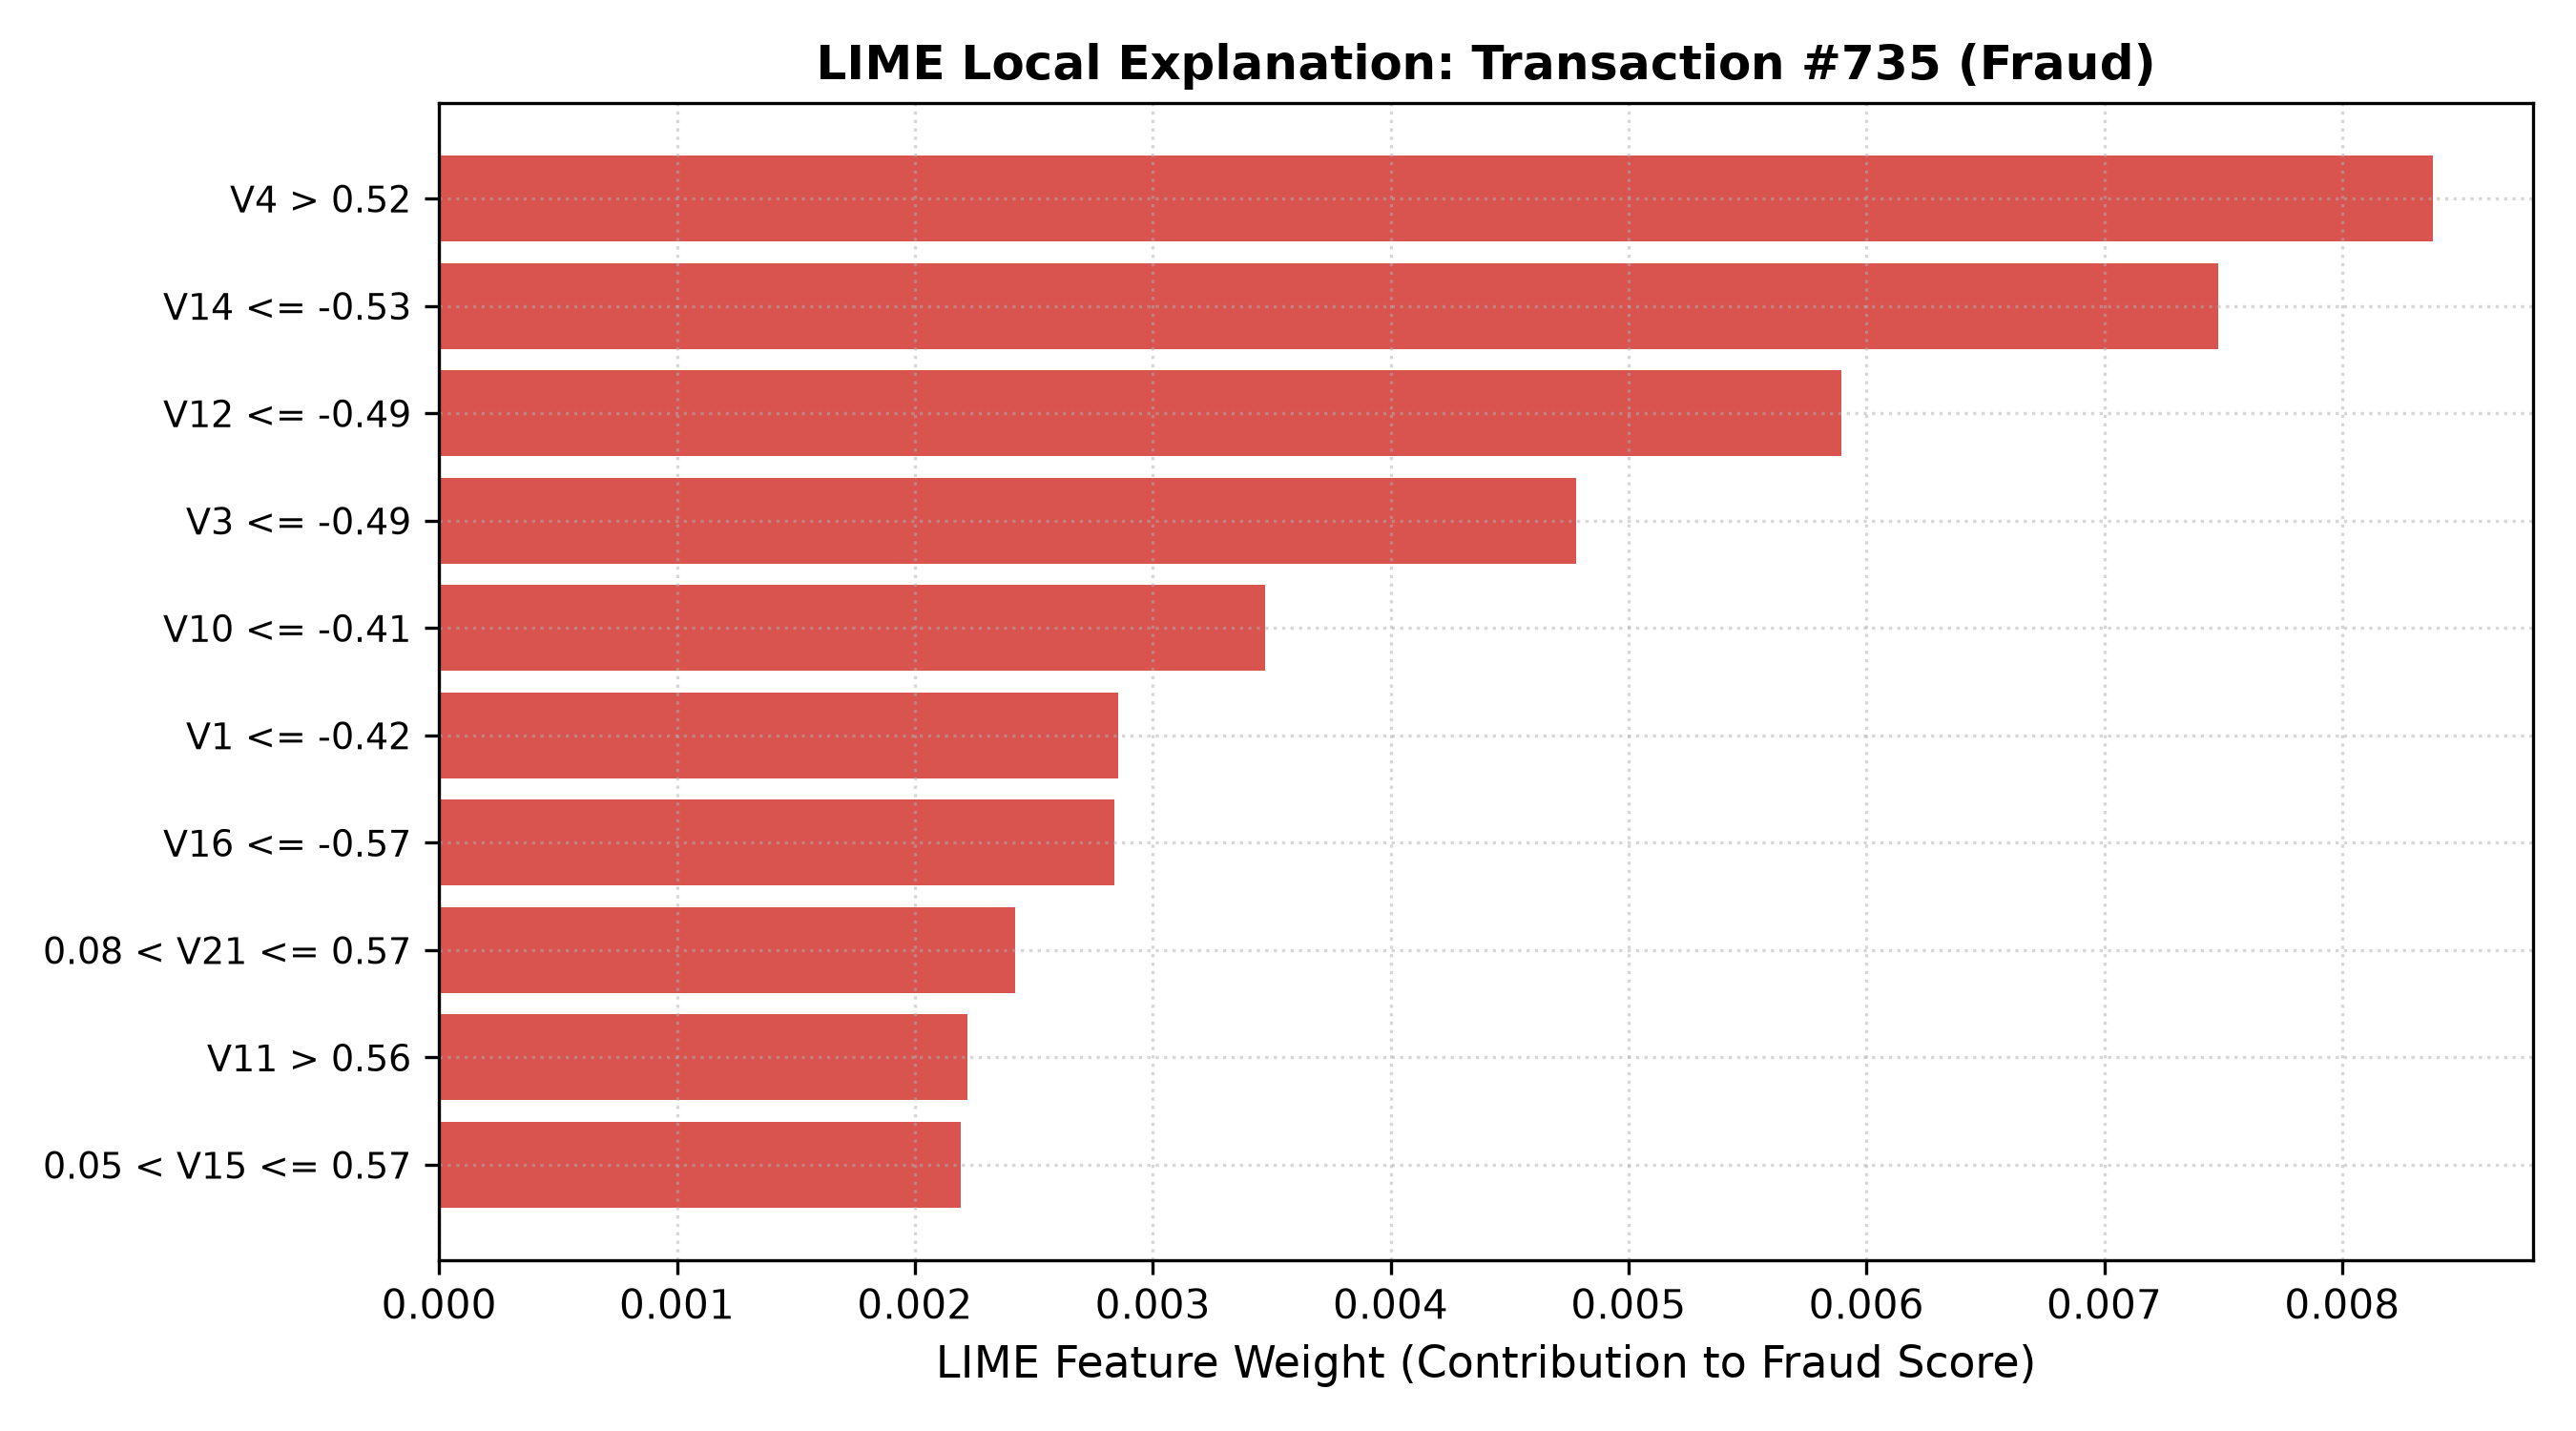 LIME Local Explanation: Transaction #735 (Fraud)
V4 > 0.52
V14 <= -0.53
V12 <= -0.49
V3 <= -0.49
V10 <= -0.41
V1 <= -0.42
V16 <= -0.57
0.08 < V21 <= 0.57
V11 > 0.56
0.05 < V15 <= 0.57
0.000 0.001 0.002 0.003 0.004 0.005 0.006 0.007 0.008
LIME Feature Weight (Contribution to Fraud Score)